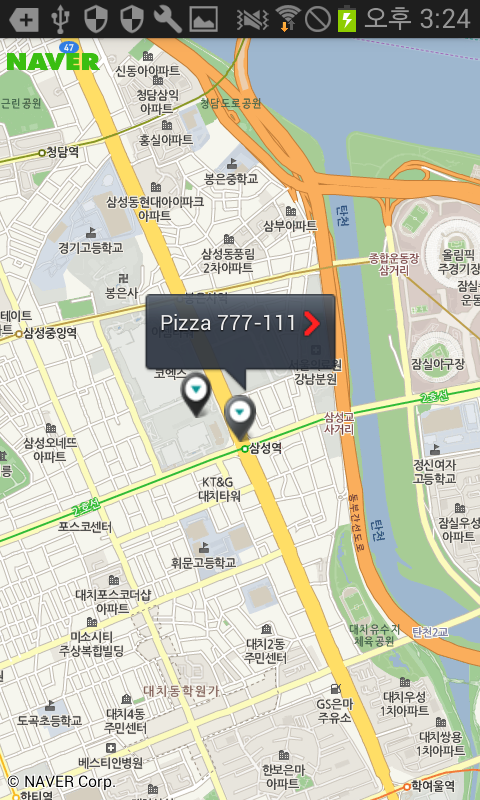 오후 3:24
NAVER
47
신동아아파트
근린공원
청담삼익
아파트
청담도로공원
홍실아파트
청담역
봉은중학교
삼성동현대아이파크
아파트
탄천
삼부아파트
경기고등학교
삼성동풍림
2차아파트
종합운동장
사거리
올림픽
주경기장
봉은사
잠실
운동
삼성중앙역
Pizza 777-111
강남분원
잠실야구장
코엑스
2호선
삼성교
사거리
삼성오네뜨
아파트
삼성역
정신여자
고등학교
KT&G
대치타워
2호선
포스코센터
동부간선도로
탄천
잠실우성
아파트
휘문고등학교
대치포스코더샵
아파트
미소시티
주상복합빌딩
대치2동
주민센터
대치유수지
체육공원
탄천2교
대치동학원가
GS은마
주유소
대치우성
1차아파트
도곡초등학교
대치4동
주민센터
대치쌍용
1차아파트
베스티안병원
한보은마
아파트
© NAVER Corp.
한티역
학여울역